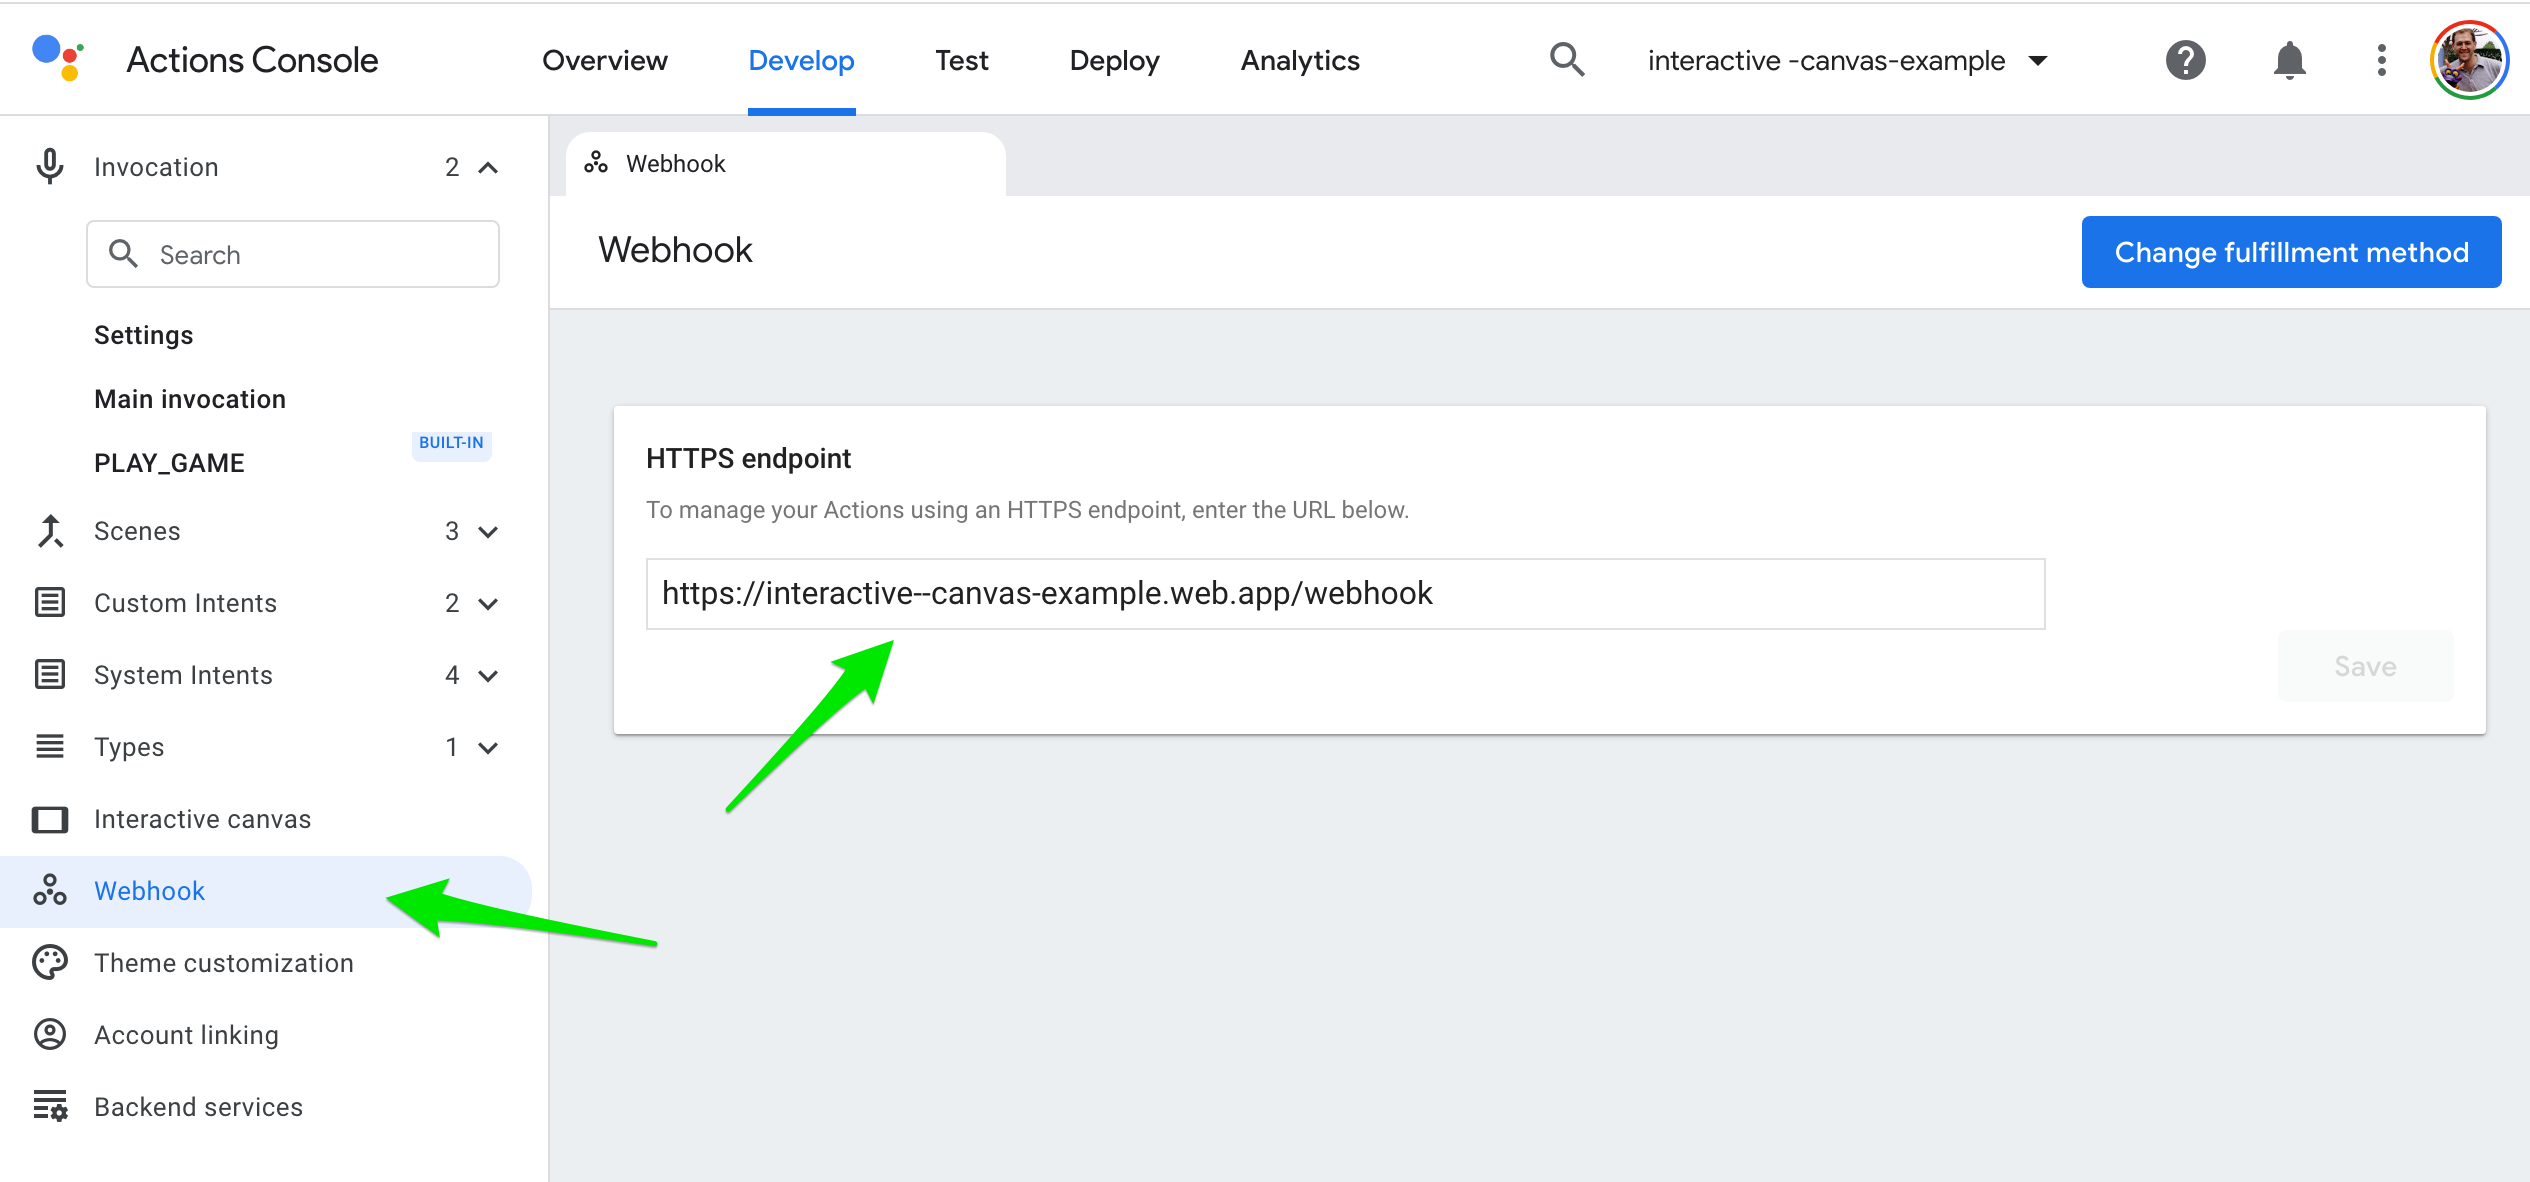 Actions Console
Overview
Develop
Test
Deploy
Analytics
interactive -canvas-example
Invocation 2
Search
Settings
Main invocation
PLAY_GAME
BUILT-IN
Scenes 3
Custom Intents 2
System Intents 4
Types 1
Interactive canvas
Webhook
Theme customization
Account linking
Backend services
Webhook
Webhook
Change fulfillment method
HTTPS endpoint
To manage your Actions using an HTTPS endpoint, enter the URL below.
https://interactive--canvas-example.web.app/webhook
Save